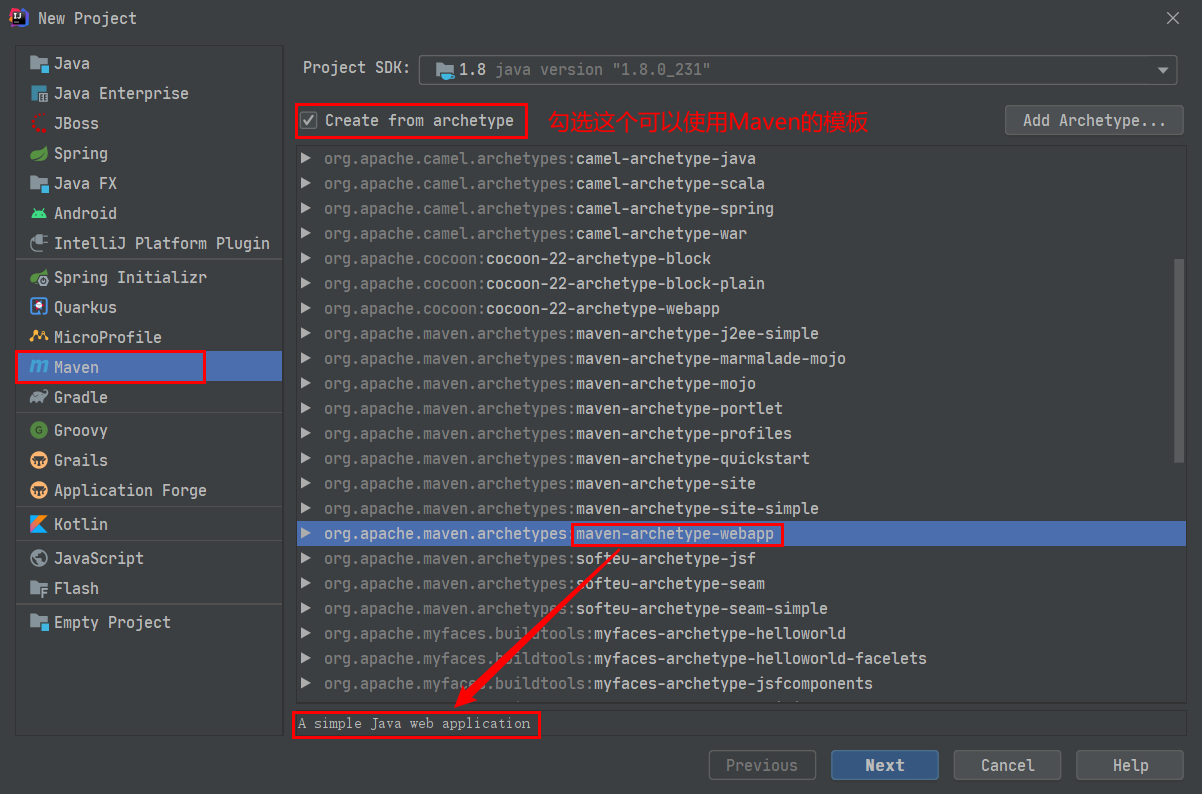 New Project
Java
Java Enterprise
JBoss
Spring
Java FX
Android
IntelliJ Platform Plugin
Spring Initializr
Quarkus
MicroProfile
Maven
Gradle
Groovy
Grails
Application Forge
Kotlin
JavaScript
Flash
Empty Project
Project SDK: 1.8 java version "1.8.0_231"
Create from archetype 勾选这个可以使用Maven的模板 Add Archetype...
org.apache.camel.archetypes:camel-archetype-java
org.apache.camel.archetypes:camel-archetype-scala
org.apache.camel.archetypes:camel-archetype-spring
org.apache.camel.archetypes:camel-archetype-war
org.apache.cocoon:cocoon-22-archetype-block
org.apache.cocoon:cocoon-22-archetype-block-plain
org.apache.cocoon:cocoon-22-archetype-webapp
org.apache.maven.archetypes:maven-archetype-j2ee-simple
org.apache.maven.archetypes:maven-archetype-marmalade-mojo
org.apache.maven.archetypes:maven-archetype-mojo
org.apache.maven.archetypes:maven-archetype-portlet
org.apache.maven.archetypes:maven-archetype-profiles
org.apache.maven.archetypes:maven-archetype-quickstart
org.apache.maven.archetypes:maven-archetype-site
org.apache.maven.archetypes:maven-archetype-site-simple
org.apache.maven.archetypes:maven-archetype-webapp
org.apache.maven.archetypes:softeu-archetype-jsf
org.apache.maven.archetypes:softeu-archetype-seam
org.apache.maven.archetypes:softeu-archetype-seam-simple
org.apache.myfaces.buildtools:myfaces-archetype-helloworld
org.apache.myfaces.buildtools:myfaces-archetype-helloworld-facelets
org.apache.myfaces.buildtools:myfaces-archetype-jsfcomponents
A simple Java web application
Previous Next Cancel Help